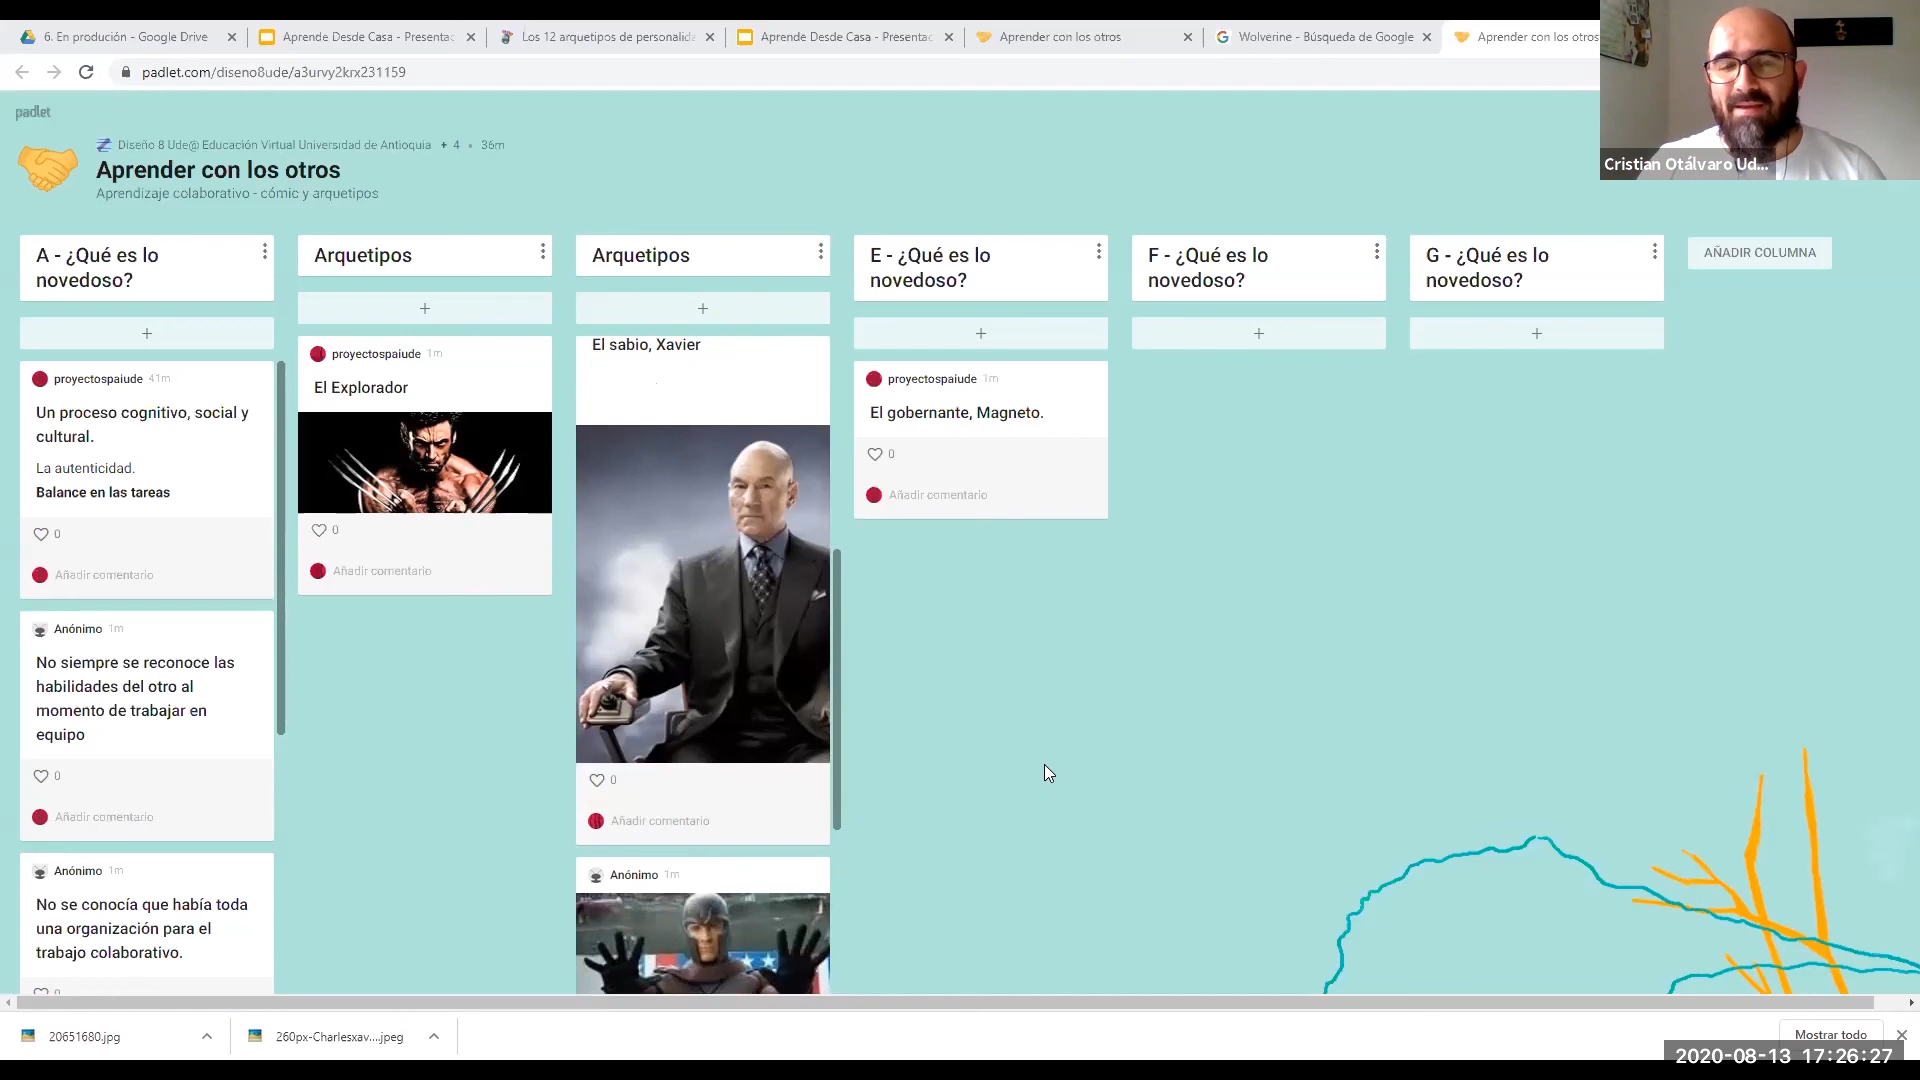 6. En produción - Google Drive
Aprende Desde Casa - Presentac
Los 12 arquetipos de personalida
Aprende Desde Casa - Presentac
Aprender con los otros
Wolverine - Búsqueda de Google
Aprender con los otros
padlet.com/diseno8ude/a3urvy2krx231159
Cristian Otálvaro Ud...
padlet
Diseño 8 Ude@ Educación Virtual Universidad de Antioquia + 4 • 36m
Aprender con los otros
Aprendizaje colaborativo - cómic y arquetipos
A - ¿Qué es lo
novedoso?
+
proyectospaiude 41m
Un proceso cognitivo, social y
cultural.
La autenticidad.
Balance en las tareas
0
Añadir comentario
Anónimo 1m
No siempre se reconoce las
habilidades del otro al
momento de trabajar en
equipo
0
Añadir comentario
Anónimo 1m
No se conocía que había toda
una organización para el
trabajo colaborativo.
0
Arquetipos
+
proyectospaiude 1m
El Explorador
0
Añadir comentario
Arquetipos
+
El sabio, Xavier
0
Añadir comentario
Anónimo 1m
E - ¿Qué es lo
novedoso?
+
proyectospaiude 1m
El gobernante, Magneto.
0
Añadir comentario
F - ¿Qué es lo
novedoso?
+
G - ¿Qué es lo
novedoso?
+
AÑADIR COLUMNA
20651680.jpg
260px-Charlesxav....jpeg
Mostrar todo
2020-08-13 17:26:27